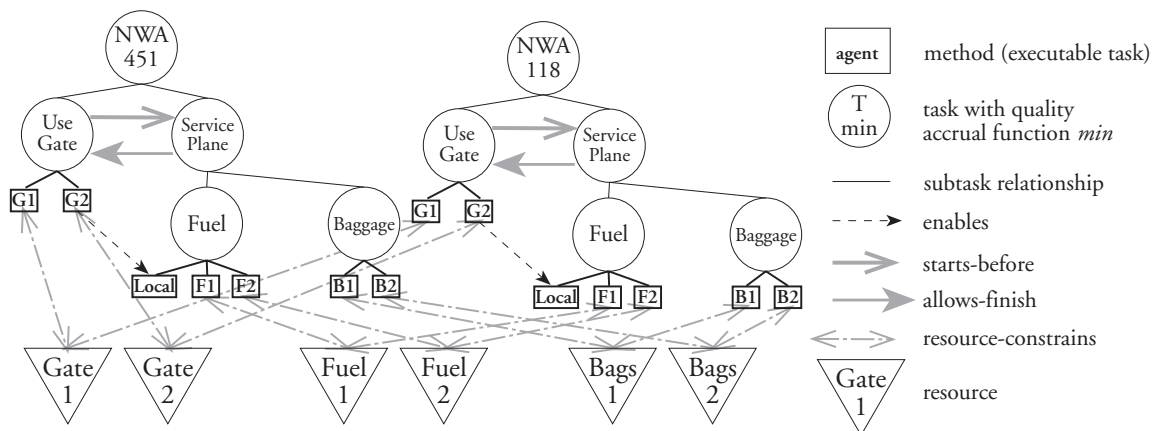 NWA
451
Use
Gate
Service
Plane
G1
G2
Fuel
Baggage
Local
F1
F2
B1
B2
NWA
118
Use
Gate
Service
Plane
G1
G2
Fuel
Baggage
Local
F1
F2
B1
B2
Gate
1
Gate
2
Fuel
1
Fuel
2
Bags
1
Bags
2
agent
method (executable task)
T
min
task with quality
accrual function min
subtask relationship
enables
starts-before
allows-finish
resource-constrains
Gate
1
resource